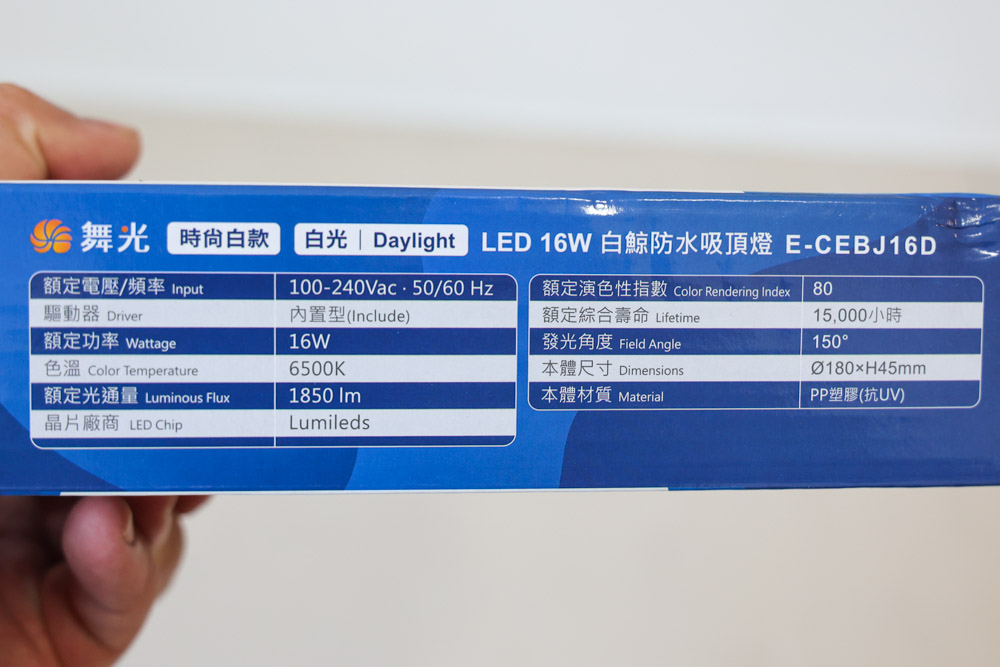 舞光 時尚白款 白光 | Daylight LED 16W 白鯨防水吸頂燈 E-CEBJ16D
額定電壓/頻率 Input 100-240Vac · 50/60 Hz
驅動器 Driver 內置型(Include)
額定功率 Wattage 16W
色溫 Color Temperature 6500K
額定光通量 Luminous Flux 1850 lm
晶片廠商 LED Chip Lumileds
額定演色性指數 Color Rendering Index 80
額定綜合壽命 Lifetime 15,000小時
發光角度 Field Angle 150°
本體尺寸 Dimensions Ø180×H45mm
本體材質 Material PP塑膠(抗UV)